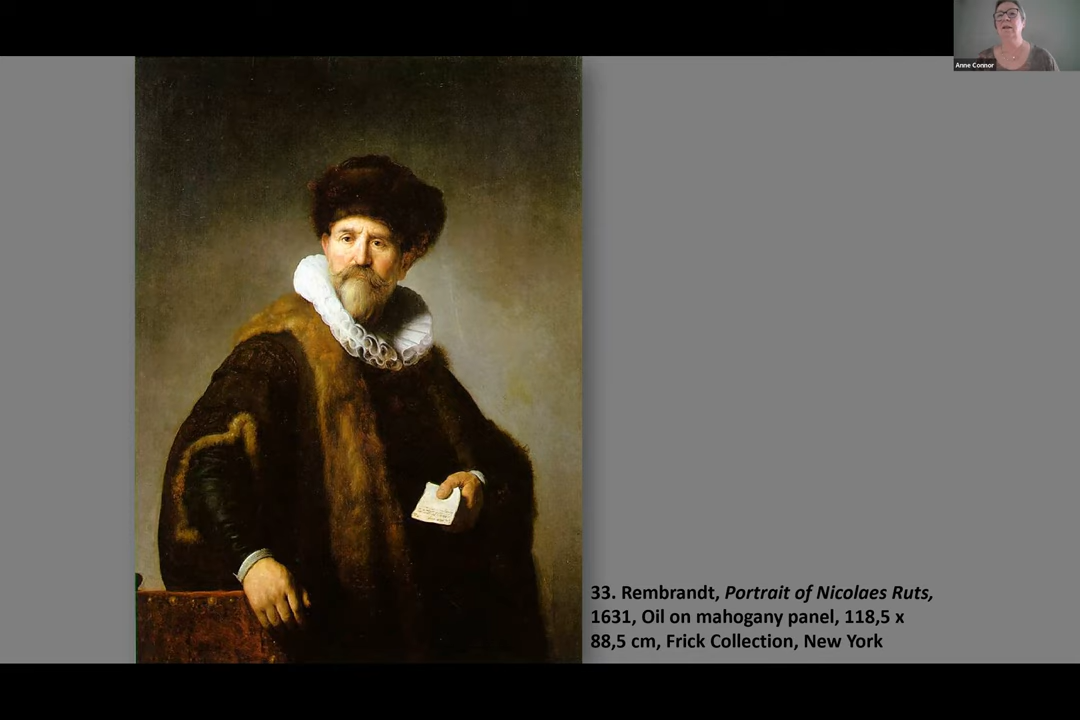 Anne Connor
33. Rembrandt, Portrait of Nicolaes Ruts,
1631, Oil on mahogany panel, 118,5 x
88,5 cm, Frick Collection, New York